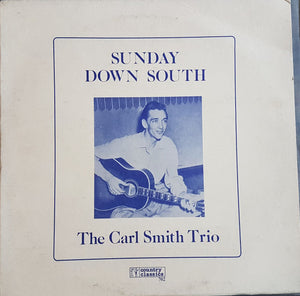 SUNDAY
DOWN SOUTH
The Carl Smith Trio
country
classics